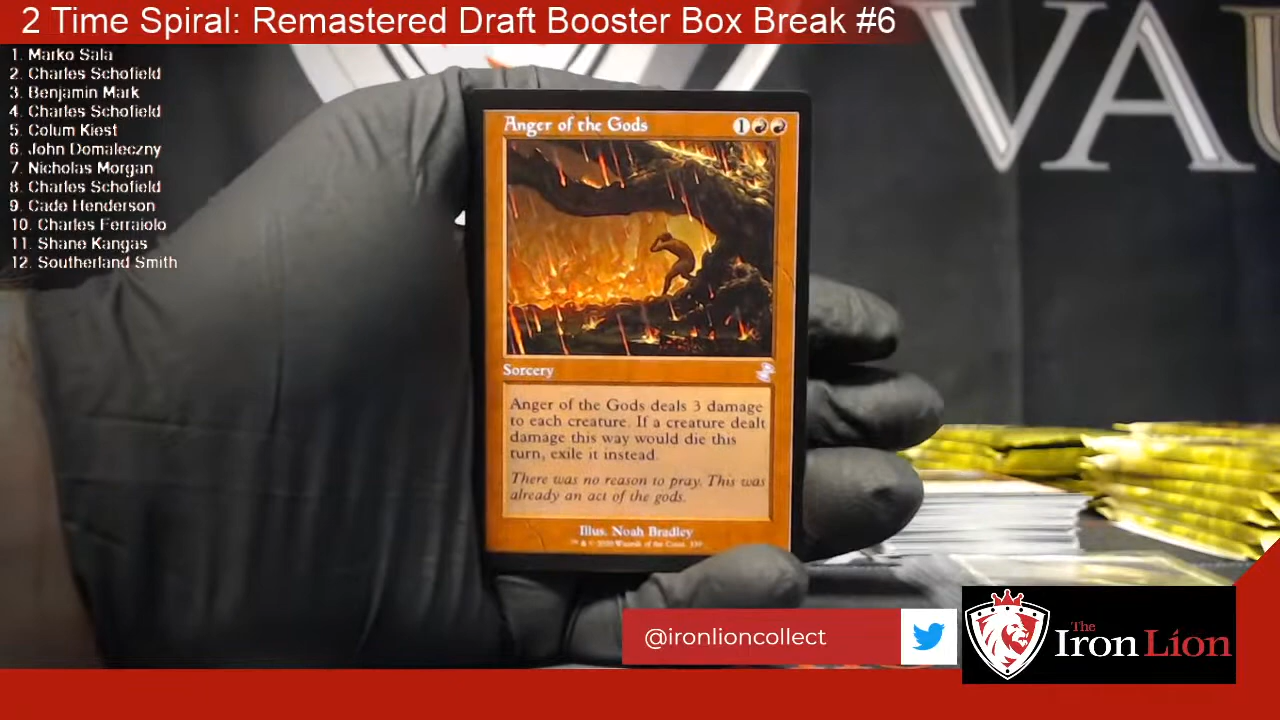 2 Time Spiral: Remastered Draft Booster Box Break #6
1. Marko Sala
2. Charles Schofield
3. Benjamin Mark
4. Charles Schofield
5. Colum Kiest
6. John Domaleczny
7. Nicholas Morgan
8. Charles Schofield
9. Cade Henderson
10. Charles Ferraiolo
11. Shane Kangas
12. Southerland Smith
VAU
Anger of the Gods 1
Sorcery
Anger of the Gods deals 3 damage
to each creature. If a creature dealt
damage this way would die this
turn, exile it instead.
There was no reason to pray. This was
already an act of the gods.
Illus. Noah Bradley
@ironlioncollect
The
Iron Lion